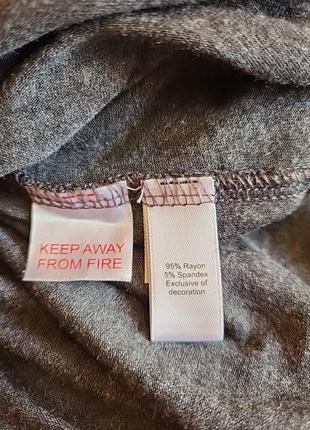 KEEP AWAY
FROM FIRE
95% Rayon
5% Spandex
Exclusive of
decoration